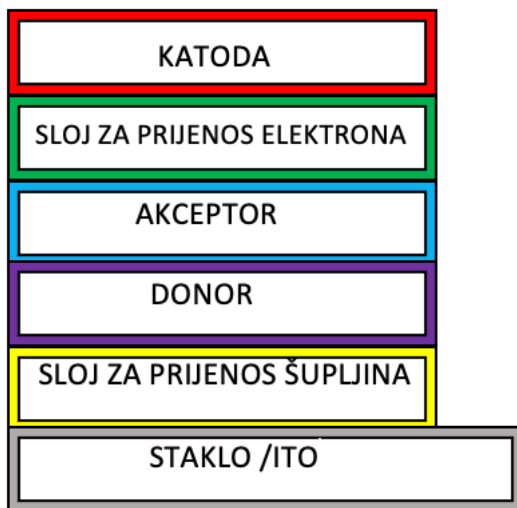 KATODA
SLOJ ZA PRIJENOS ELEKTRONA
AKCEPTOR
DONOR
SLOJ ZA PRIJENOS ŠUPLJINA
STAKLO /ITO